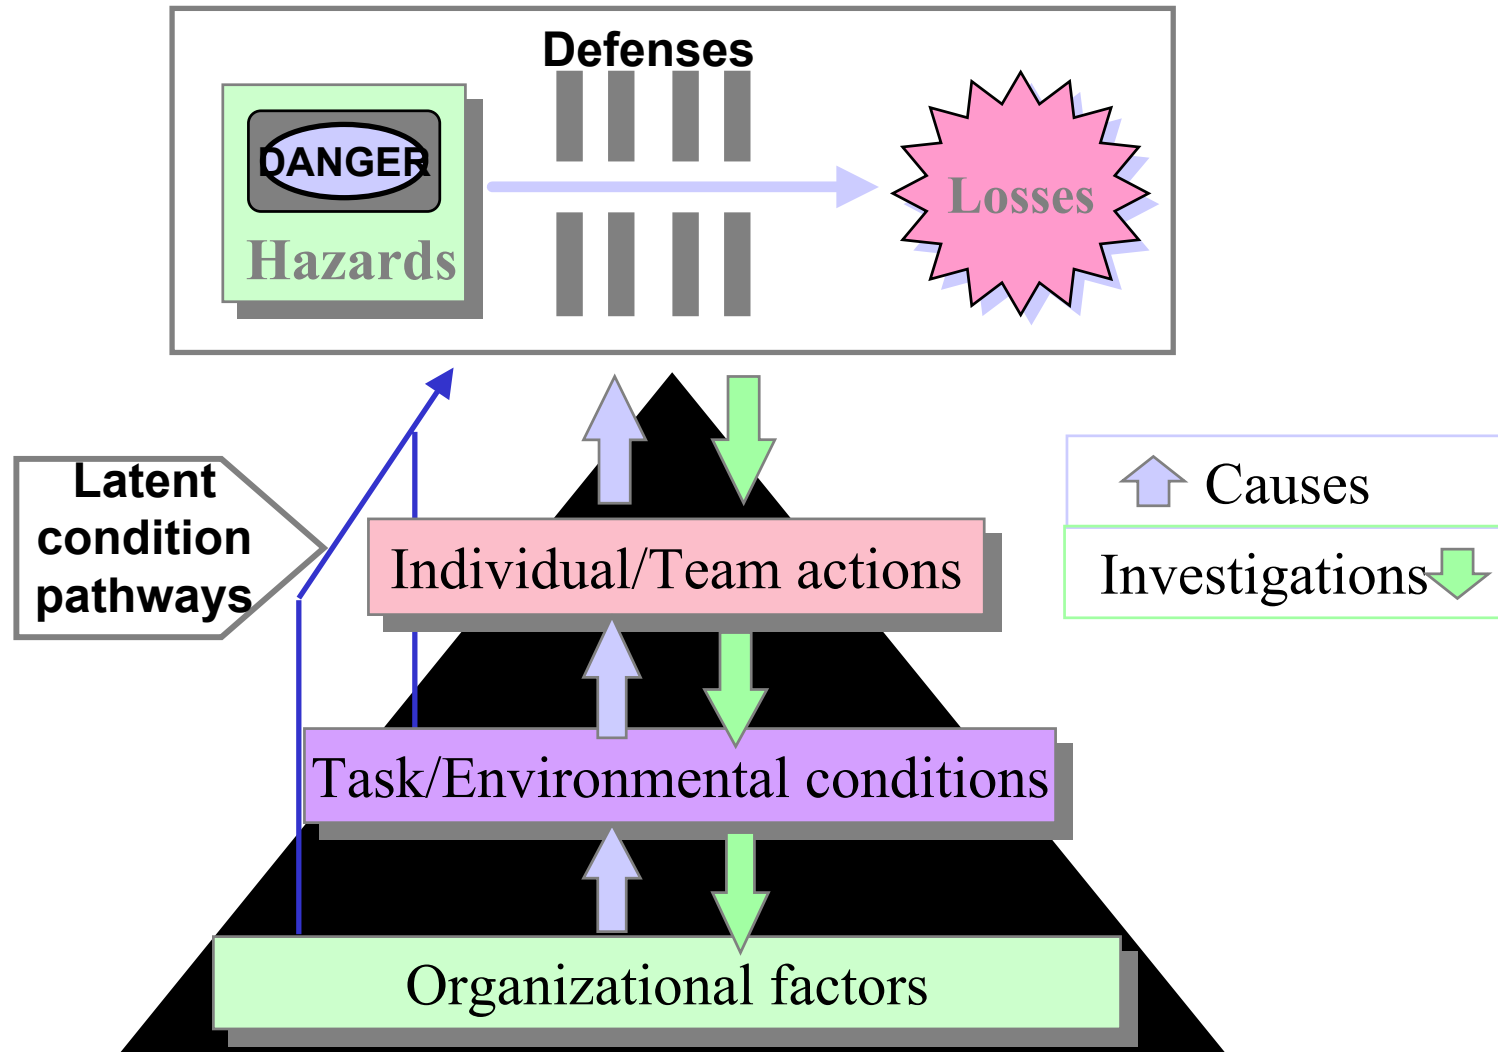 Defenses
DANGER
Hazards
Losses
Latent
condition
pathways
Causes
Investigations
Individual/Team actions
Task/Environmental conditions
Organizational factors